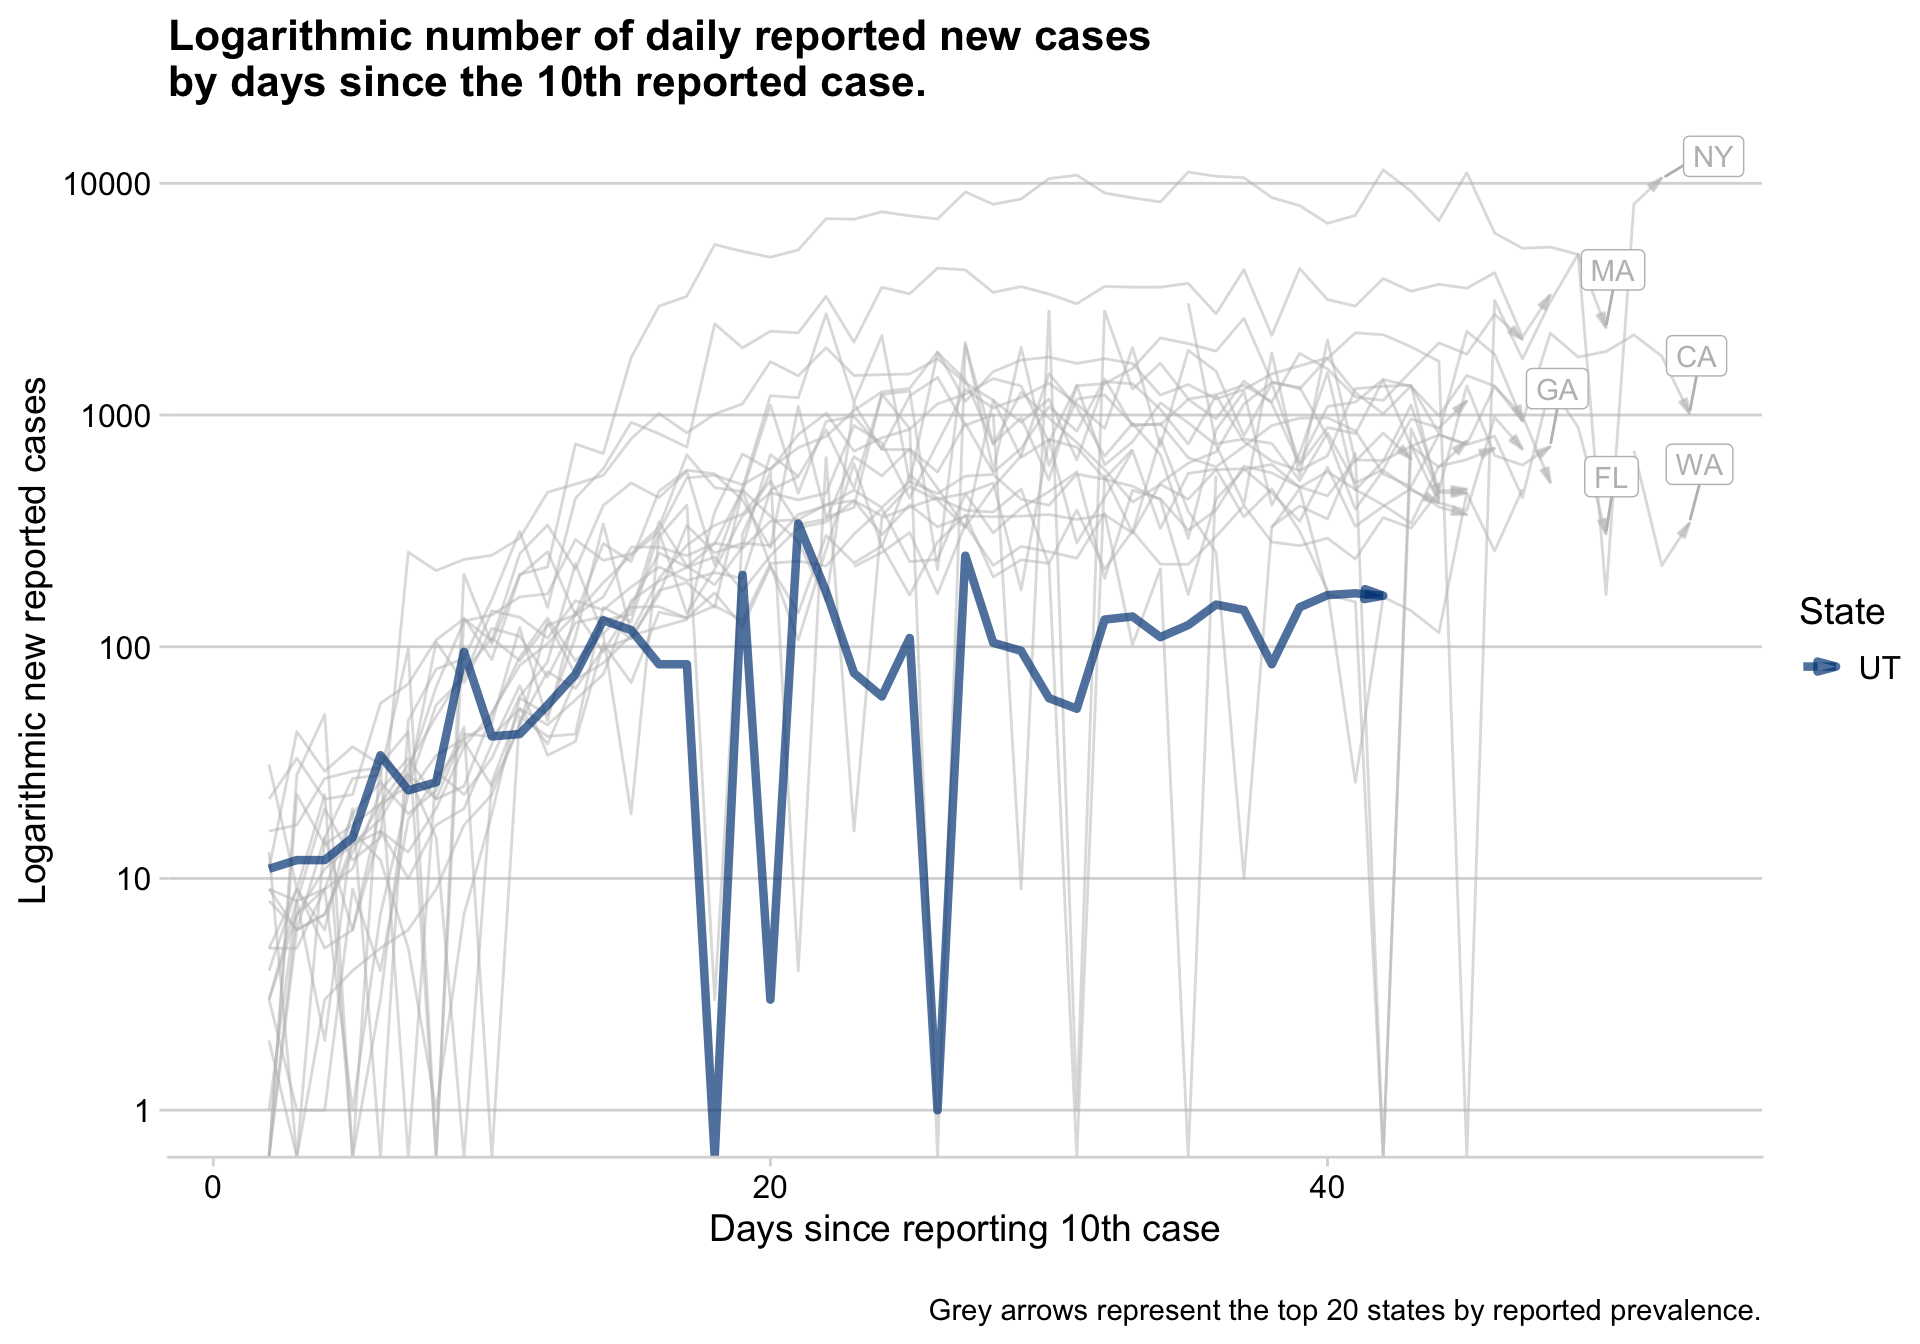 Logarithmic number of daily reported new cases
by days since the 10th reported case.
NY
10000
MA
CA
GA
1000
WA
FL
Logarithmic new reported cases
State
UT
100
10
1
0
20
40
Days since reporting 10th case
Grey arrows represent the top 20 states by reported prevalence.